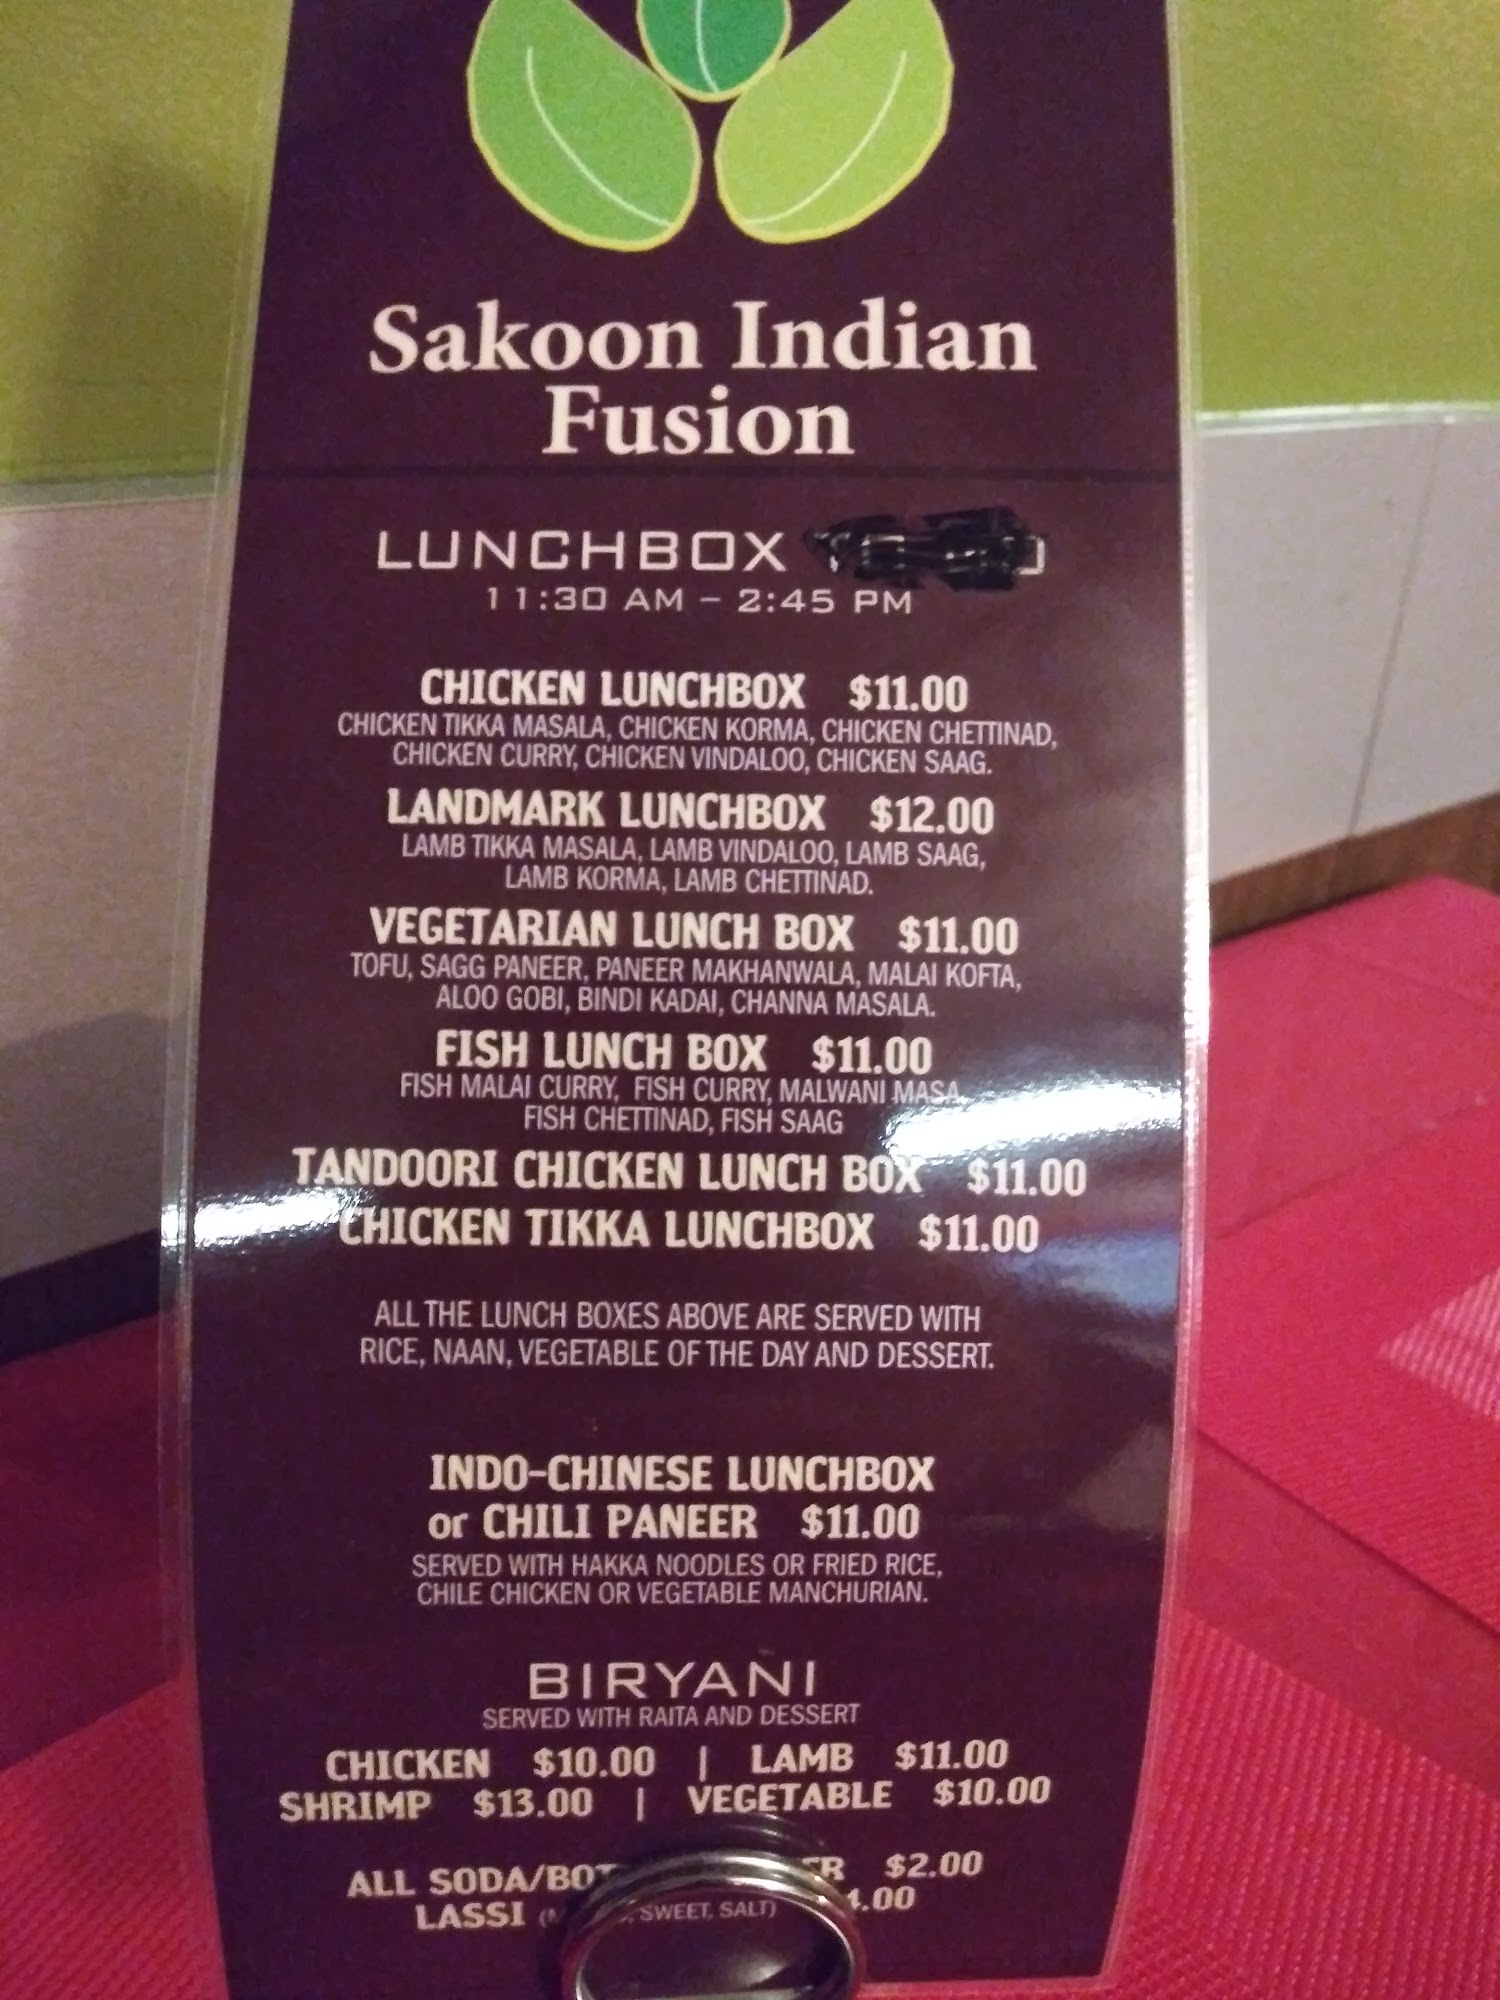 Sakoon Indian
Fusion
LUNCHBOX
11:30 AM – 2:45 PM
CHICKEN LUNCHBOX $11.00
CHICKEN TIKKA MASALA, CHICKEN KORMA, CHICKEN CHETTINAD,
CHICKEN CURRY, CHICKEN VINDALOO, CHICKEN SAAG.
LANDMARK LUNCHBOX $12.00
LAMB TIKKA MASALA, LAMB VINDALOO, LAMB SAAG,
LAMB KORMA, LAMB CHETTINAD.
VEGETARIAN LUNCH BOX $11.00
TOFU, SAGG PANEER, PANEER MAKHANWALA, MALAI KOFTA,
ALOO GOBI, BINDI KADAI, CHANNA MASALA.
FISH LUNCH BOX $11.00
FISH MALAI CURRY, FISH CURRY, MALWANI MASA,
FISH CHETTINAD, FISH SAAG
TANDOORI CHICKEN LUNCH BOX $11.00
CHICKEN TIKKA LUNCHBOX $11.00
ALL THE LUNCH BOXES ABOVE ARE SERVED WITH
RICE, NAAN, VEGETABLE OF THE DAY AND DESSERT.
INDO-CHINESE LUNCHBOX
or CHILI PANEER $11.00
SERVED WITH HAKKA NOODLES OR FRIED RICE,
CHILE CHICKEN OR VEGETABLE MANCHURIAN.
BIRYANI
SERVED WITH RAITA AND DESSERT
CHICKEN $10.00 | LAMB $11.00
SHRIMP $13.00 | VEGETABLE $10.00
ALL SODA/ $2.00
LASSI SWEET, SALT)